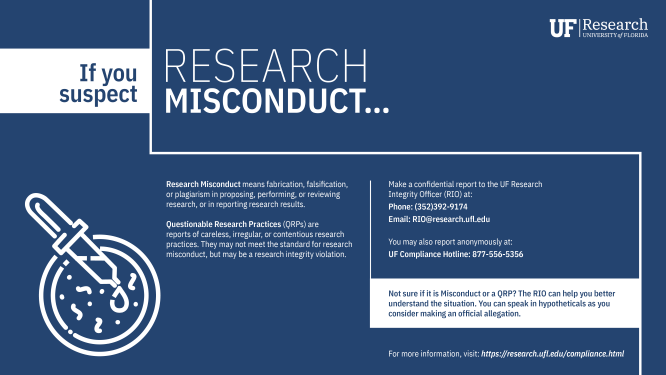 UF Research
UNIVERSITY of FLORIDA
If you
suspect
RESEARCH
MISCONDUCT...
Research Misconduct means fabrication, falsification,
or plagiarism in proposing, performing, or reviewing
research, or in reporting research results.
Questionable Research Practices (QRPs) are
reports of careless, irregular, or contentious research
practices. They may not meet the standard for research
misconduct, but may be a research integrity violation.
Make a confidential report to the UF Research
Integrity Officer (RIO) at:
Phone: (352)392-9174
Email: RIO@research.ufl.edu
You may also report anonymously at:
UF Compliance Hotline: 877-556-5356
Not sure if it is Misconduct or a QRP? The RIO can help you better
understand the situation. You can speak in hypotheticals as you
consider making an official allegation.
For more information, visit: https://research.ufl.edu/compliance.html